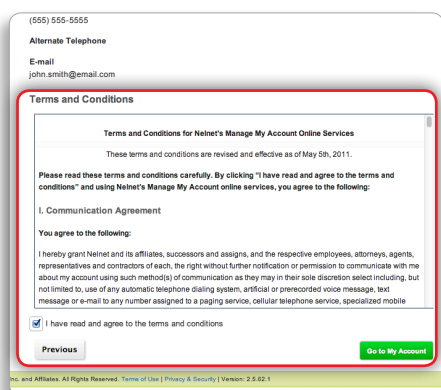 (555) 555-5555
Alternate Telephone
E-mail
john.smith@email.com
Terms and Conditions
Terms and Conditions for Nelnet's Manage My Account Online Services
These terms and conditions are revised and effective as of May 5th, 2011.
Please read these terms and conditions carefully. By clicking "I have read and agree to the terms and
conditions" and using Nelnet's Manage My Account online services, you agree to the following:
I. Communication Agreement
You agree to the following:
I hereby grant Nelnet and its affiliates, successors and assigns, and the respective employees, attorneys, agents,
representatives and contractors of each, the right without further notification or permission to communicate with me
about my account using such method(s) of communication as they may in their sole discretion select including, but
not limited to, use of any automatic telephone dialing system, artificial or prerecorded voice message, text
message or e-mail to any number assigned to a paging service, cellular telephone service, specialized mobile
I have read and agree to the terms and conditions
Previous
Go to My Account
Inc. and Affiliates. All Rights Reserved. Terms of Use | Privacy & Security | Version: 2.5.62.1